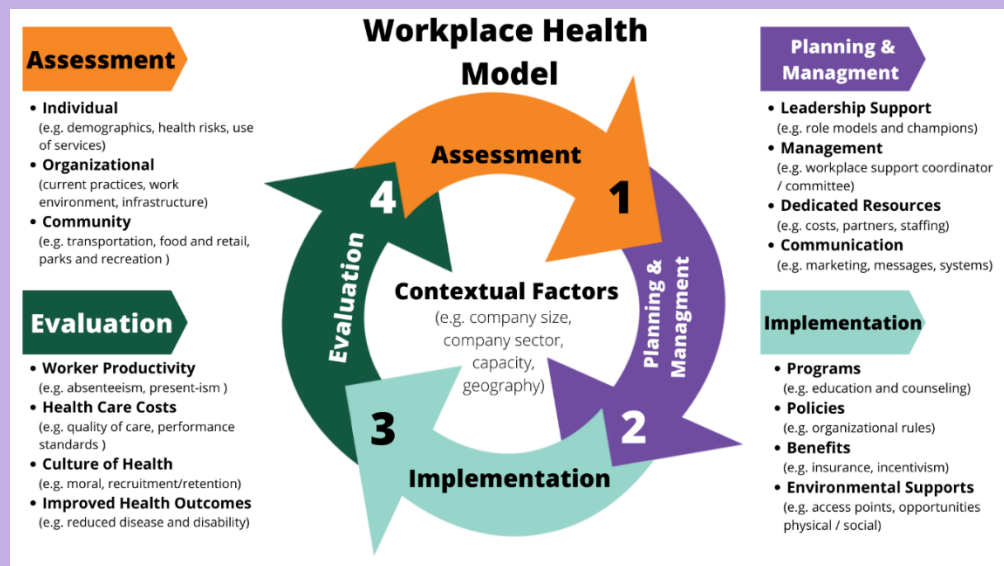 Workplace Health
Model
Assessment
• Individual
(e.g. demographics, health risks, use
of services)
• Organizational
(current practices, work
environment, infrastructure)
• Community
(e.g. transportation, food and retail,
parks and recreation )
Evaluation
• Worker Productivity
(e.g. absenteeism, present-ism )
• Health Care Costs
(e.g. quality of care, performance
standards )
• Culture of Health
(e.g. moral, recruitment/retention)
• Improved Health Outcomes
(e.g. reduced disease and disability)
Assessment
1
Planning &
Managment
2
Implementation
3
Evaluation
4
Contextual Factors
(e.g. company size,
company sector,
capacity,
geography)
Planning &
Managment
• Leadership Support
(e.g. role models and champions)
• Management
(e.g. workplace support coordinator
/ committee)
• Dedicated Resources
(e.g. costs, partners, staffing)
• Communication
(e.g. marketing, messages, systems)
Implementation
• Programs
(e.g. education and counseling)
• Policies
(e.g. organizational rules)
• Benefits
(e.g. insurance, incentivism)
• Environmental Supports
(e.g. access points, opportunities
physical / social)